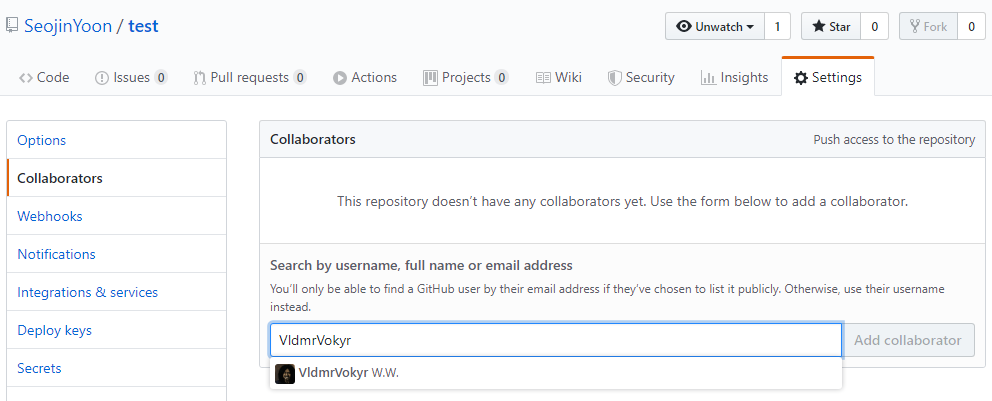 SeojinYoon / test
Unwatch 1 Star 0 Fork 0
Code Issues 0 Pull requests 0 Actions Projects 0 Wiki Security Insights Settings
Options
Collaborators
Webhooks
Notifications
Integrations & services
Deploy keys
Secrets
Collaborators Push access to the repository
This repository doesn't have any collaborators yet. Use the form below to add a collaborator.
Search by username, full name or email address
You'll only be able to find a GitHub user by their email address if they've chosen to list it publicly. Otherwise, use their username
instead.
VldmrVokyr Add collaborator
VldmrVokyr W.W.